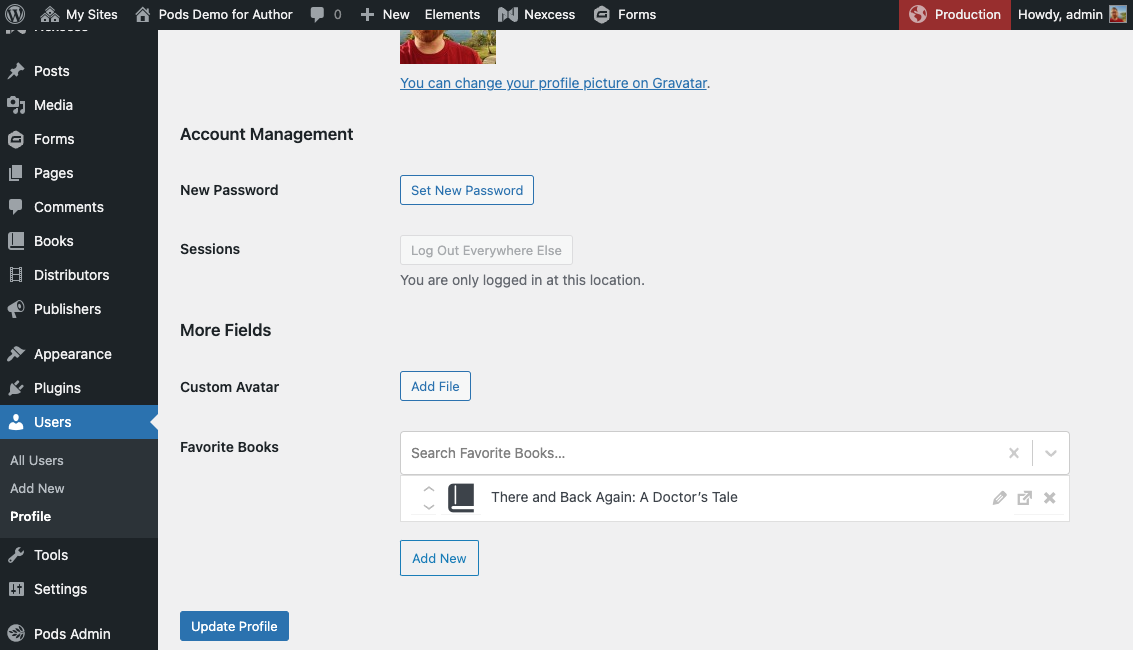 My Sites Pods Demo for Author 0 New Elements Nexcess Forms Production Howdy, admin
Posts
Media
Forms
Pages
Comments
Books
Distributors
Publishers
Appearance
Plugins
Users
All Users
Add New
Profile
Tools
Settings
Pods Admin
You can change your profile picture on Gravatar.
Account Management
New Password Set New Password
Sessions Log Out Everywhere Else
You are only logged in at this location.
More Fields
Custom Avatar Add File
Favorite Books Search Favorite Books...
There and Back Again: A Doctor’s Tale
Add New
Update Profile